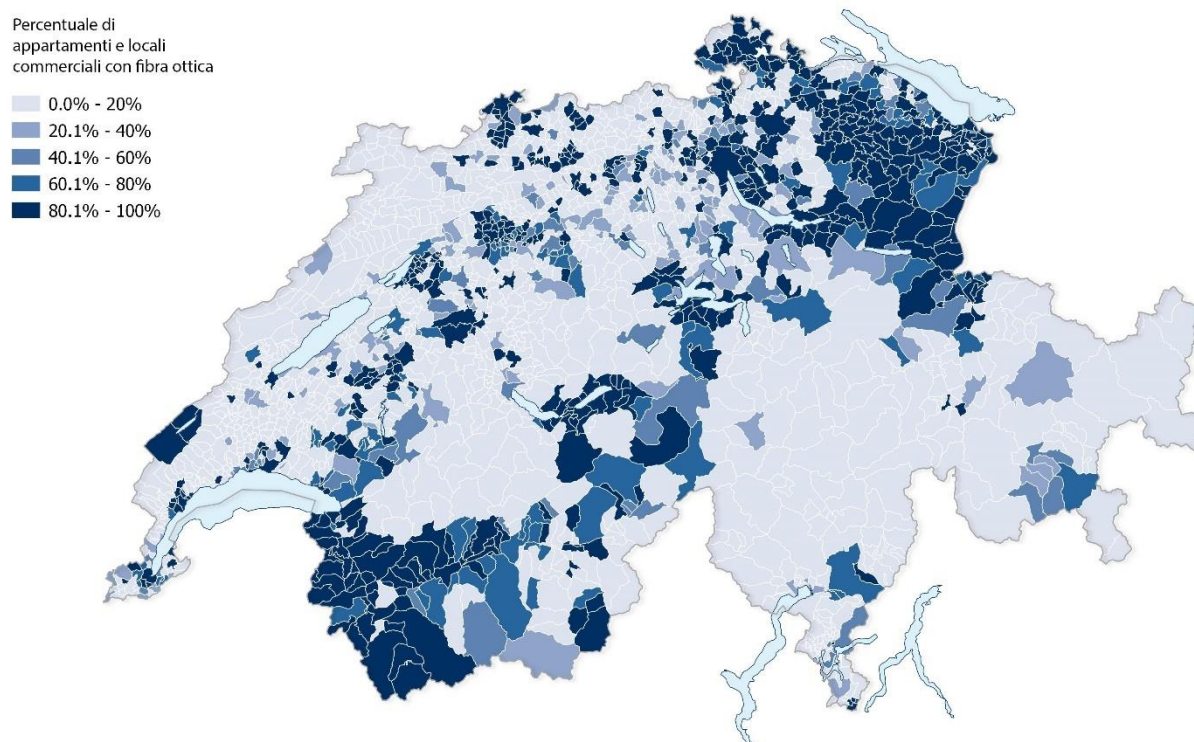 Percentuale di
appartamenti e locali
commerciali con fibra ottica
0.0% - 20%
20.1% - 40%
40.1% - 60%
60.1% - 80%
80.1% - 100%